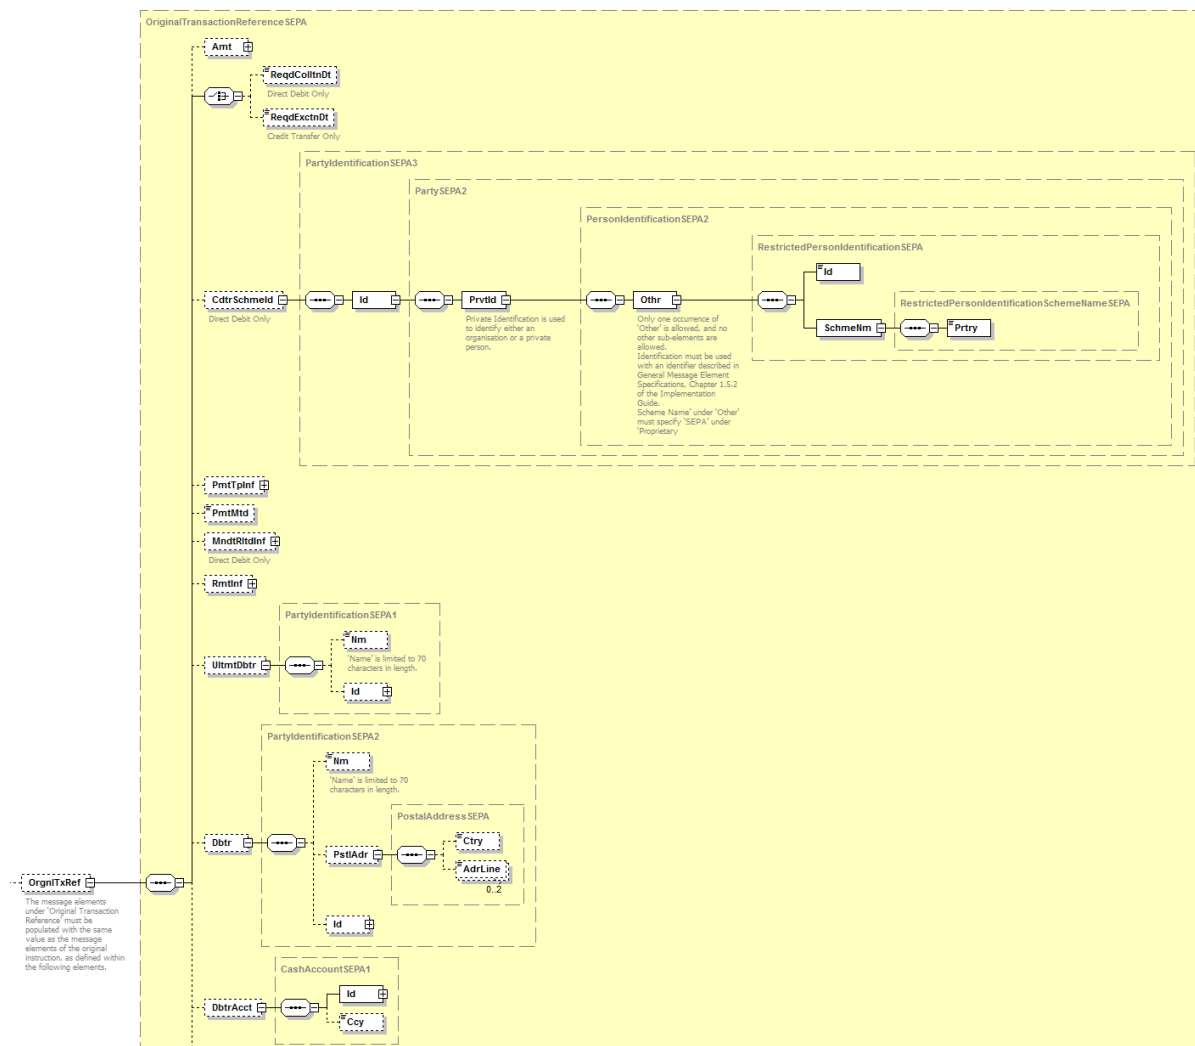 OriginalTransactionReferenceSEPA
Amt
ReqdColltnDt
Direct Debit Only
ReqdExctnDt
Credit Transfer Only
PartyIdentificationSEPA3
PartySEPA2
PersonIdentificationSEPA2
RestrictedPersonIdentificationSEPA
Id
RestrictedPersonIdentificationSchemeNameSEPA
CdtrSchmeId
Direct Debit Only
Id
PrvtId
Private Identification is used
to identify either an
organisation or a private
person.
Othr
Only one occurrence of
'Other' is allowed, and no
other sub-elements are
allowed.
Identification must be used
with an identifier described in
General Message Element
Specifications, Chapter 1.5.2
of the Implementation
Guide.
Scheme Name' under 'Other'
must specify 'SEPA' under
'Proprietary
SchmeNm
Prtry
PmtTpInf
PmtMtd
MndtRltdInf
Direct Debit Only
RmtInf
PartyIdentificationSEPA1
Nm
'Name' is limited to 70
characters in length.
UltmtDbtr
Id
PartyIdentificationSEPA2
Nm
'Name' is limited to 70
characters in length.
PostalAddressSEPA
Dbtr
Ctry
PstlAdr
AdrLine
0..2
OrgnlTxRef
The message elements
under 'Original Transaction
Reference' must be
populated with the same
value as the message
elements of the original
instruction, as defined within
the following elements.
Id
CashAccountSEPA1
Id
DbtrAcct
Ccy